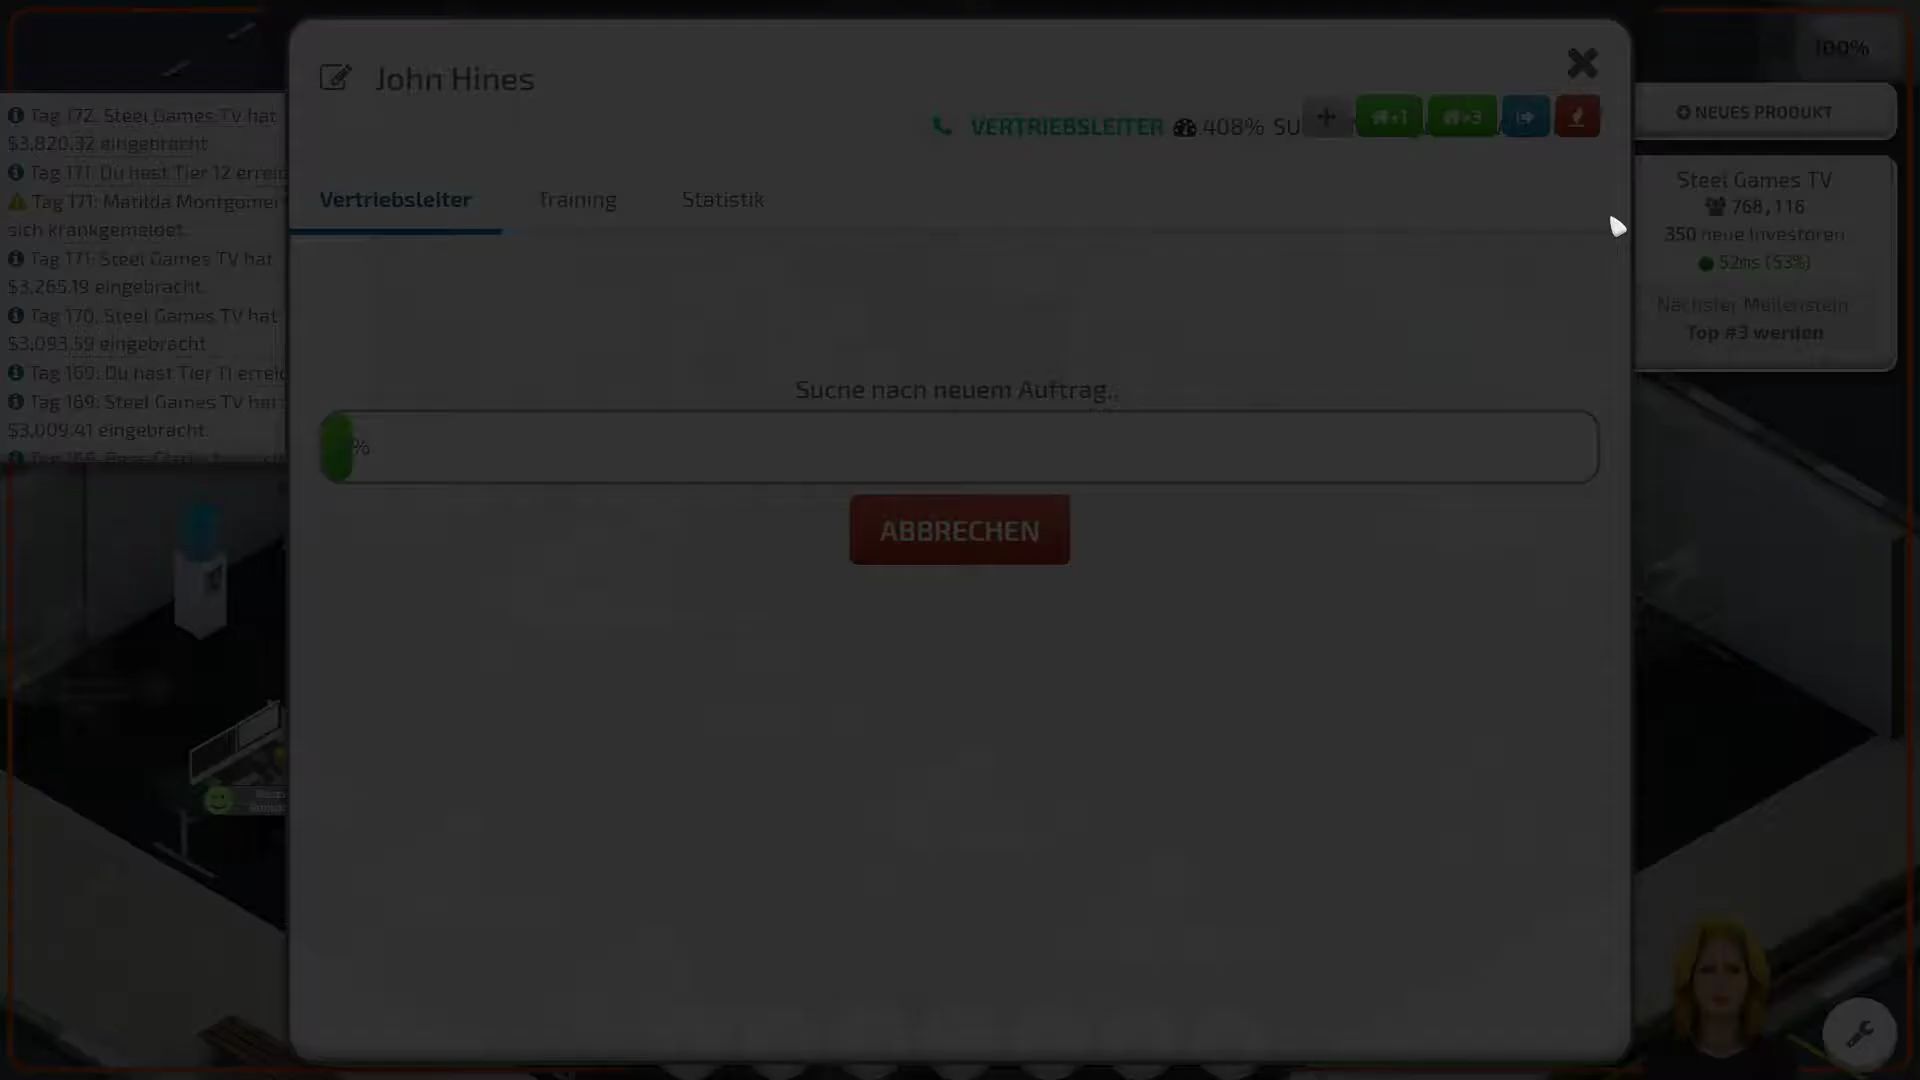 John Hines
100%
VERTRIEBSLEITER 408% SU
+1
+3
NEUES PRODUKT
Tag 172: Steel Games TV hat
$3,820.32 eingebracht
Tag 171: Du hast Tier 12 erreic
Tag 171: Matilda Montgomer
sich krankgemeldet.
Tag 171: Steel Games TV hat
$3,265.19 eingebracht.
Tag 170: Steel Games TV hat
$3,093.59 eingebracht
Tag 169: Du hast Tier 11 erreic
Tag 169: Steel Games TV hat
$3,009.41 eingebracht.
Vertriebsleiter
Training
Statistik
Steel Games TV
768,116
350 neue Investoren
52ms (53%)
Nächster Meilenstein
Top #3 werden
Suche nach neuem Auftrag..
%
ABBRECHEN